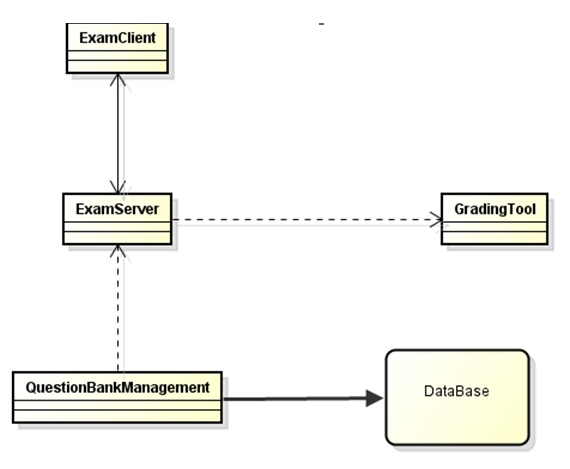 ExamClient
ExamServer
GradingTool
QuestionBankManagement
DataBase